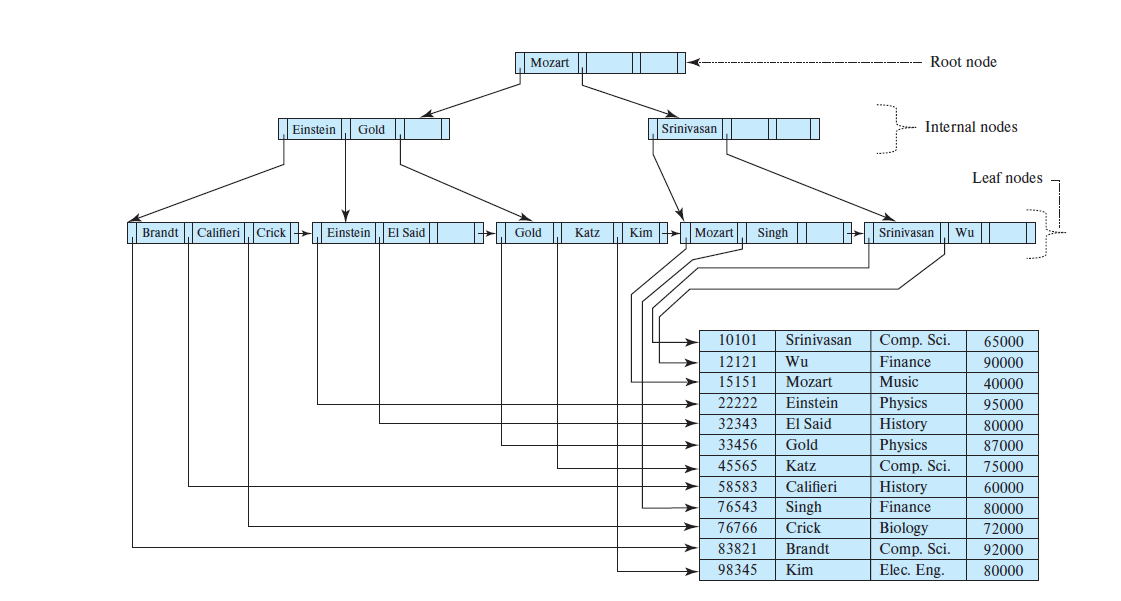 Mozart
Root node
Einstein Gold
Srinivasan
Internal nodes
Leaf nodes
Brandt Califieri Crick
Einstein El Said
Gold Katz Kim
Mozart Singh
Srinivasan Wu
10101 Srinivasan Comp. Sci. 65000
12121 Wu Finance 90000
15151 Mozart Music 40000
22222 Einstein Physics 95000
32343 El Said History 80000
33456 Gold Physics 87000
45565 Katz Comp. Sci. 75000
58583 Califieri History 60000
76543 Singh Finance 80000
76766 Crick Biology 72000
83821 Brandt Comp. Sci. 92000
98345 Kim Elec. Eng. 80000